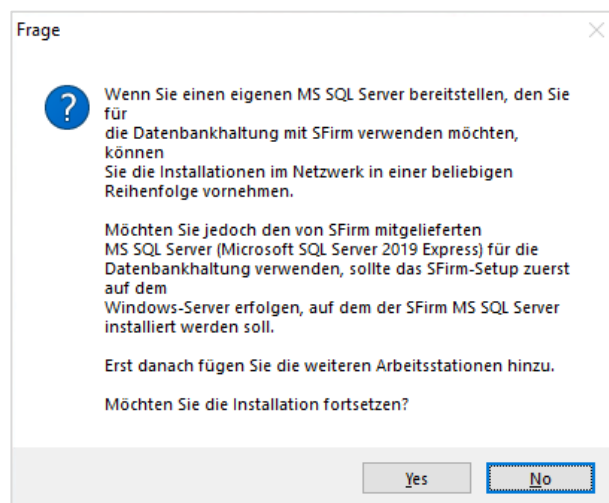 Frage
Wenn Sie einen eigenen MS SQL Server bereitstellen, den Sie
für
die Datenbankhaltung mit SFirm verwenden möchten,
können
Sie die Installationen im Netzwerk in einer beliebigen
Reihenfolge vornehmen.
Möchten Sie jedoch den von SFirm mitgelieferten
MS SQL Server (Microsoft SQL Server 2019 Express) für die
Datenbankhaltung verwenden, sollte das SFirm-Setup zuerst
auf dem
Windows-Server erfolgen, auf dem der SFirm MS SQL Server
installiert werden soll.
Erst danach fügen Sie die weiteren Arbeitsstationen hinzu.
Möchten Sie die Installation fortsetzen?
Yes No